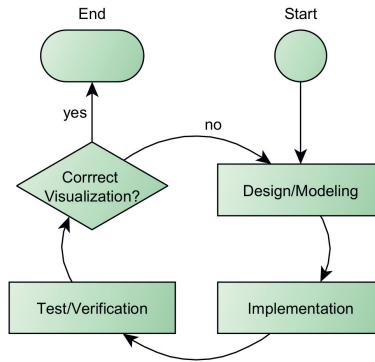 End
Start
yes
no
Corrrect
Visualization?
Design/Modeling
Test/Verification
Implementation